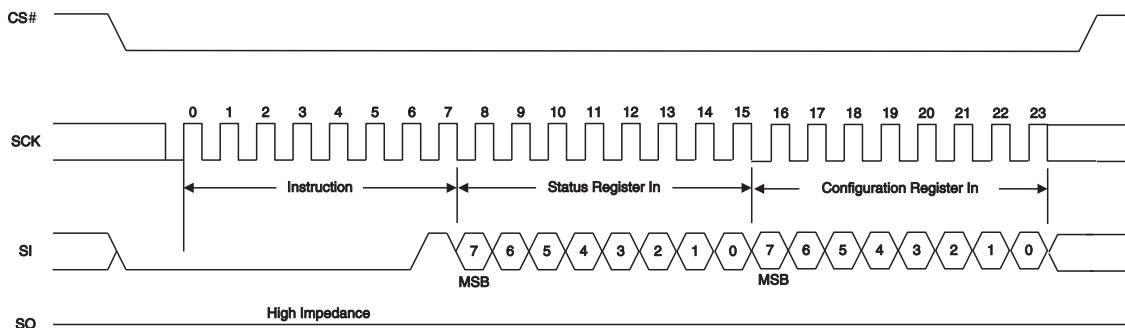 CS#
0 1 2 3 4 5 6 7 8 9 10 11 12 13 14 15 16 17 18 19 20 21 22 23
SCK
Instruction Status Register In Configuration Register In
SI 7 6 5 4 3 2 1 0 7 6 5 4 3 2 1 0
MSB MSB
High Impedance
SO